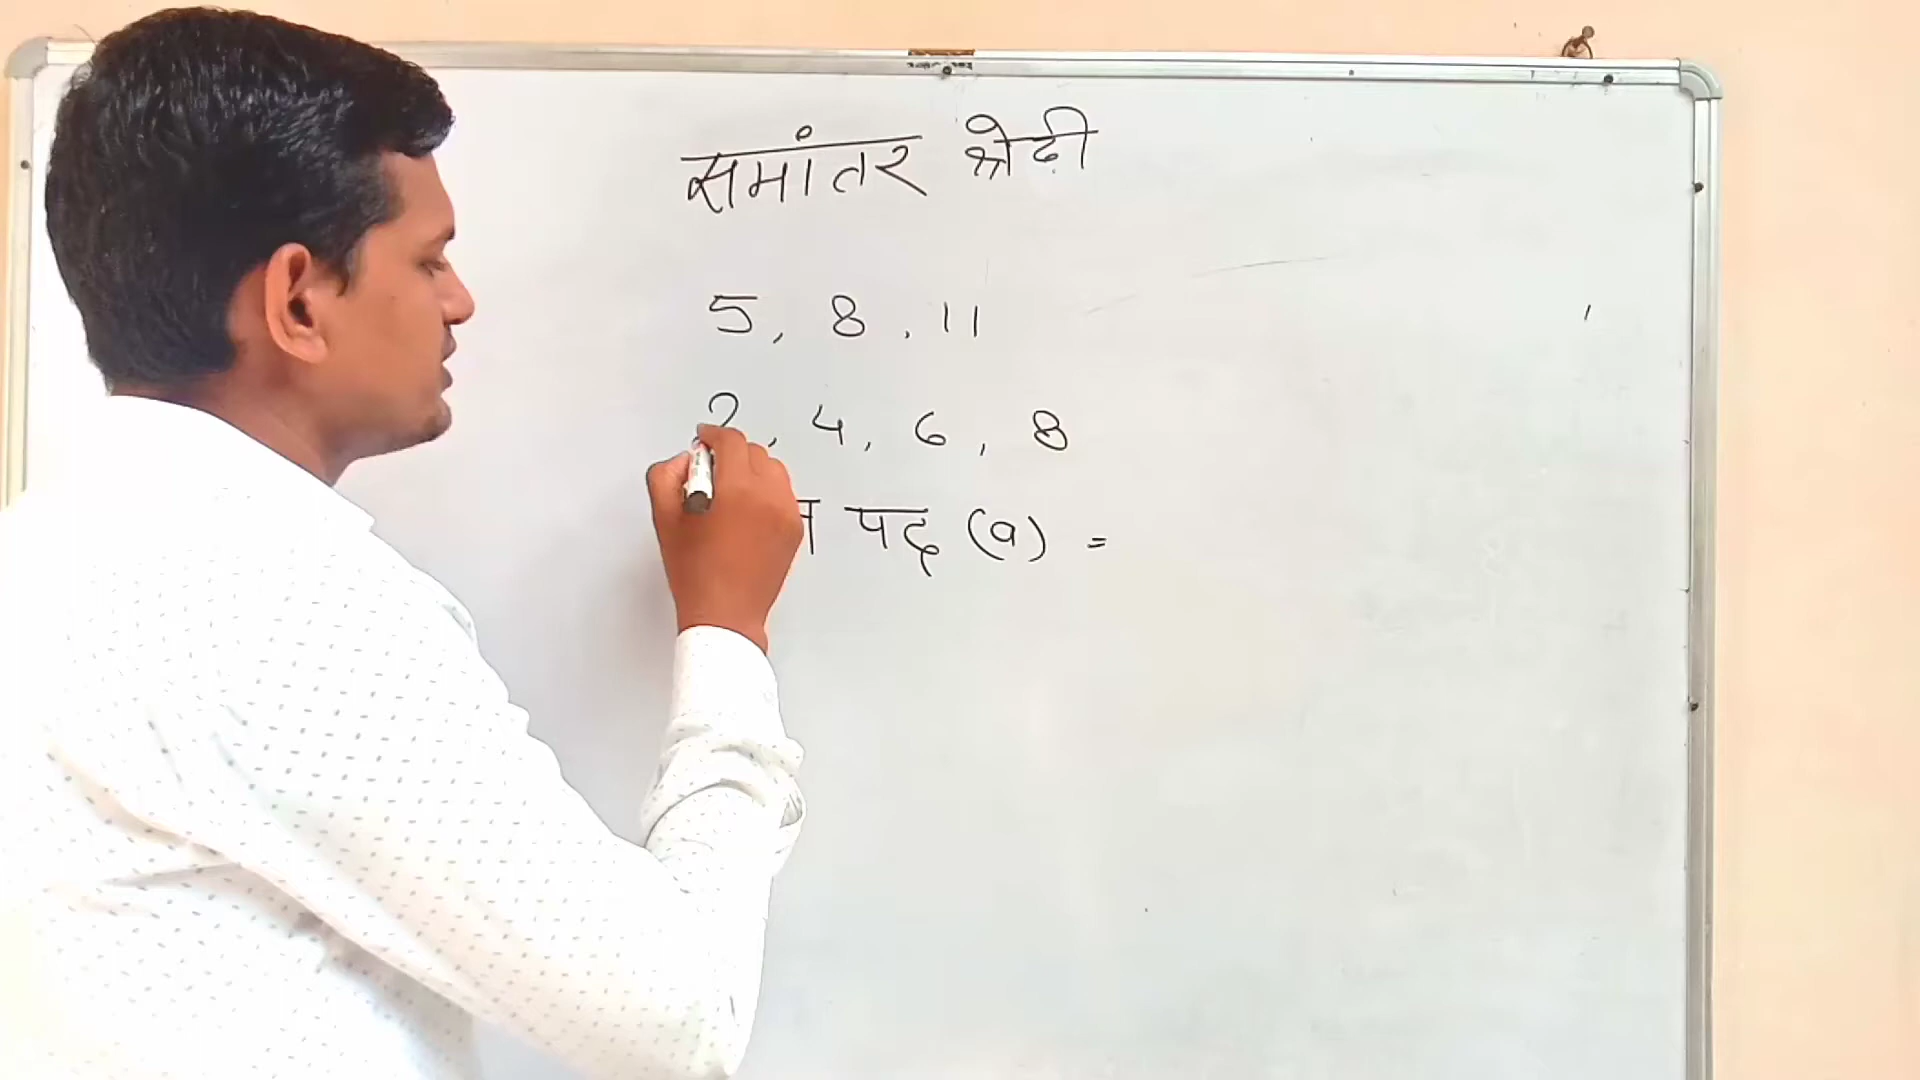 समांतर श्रेढ़ी
5, 8, 11
2, 4, 6, 8
पद (a) =